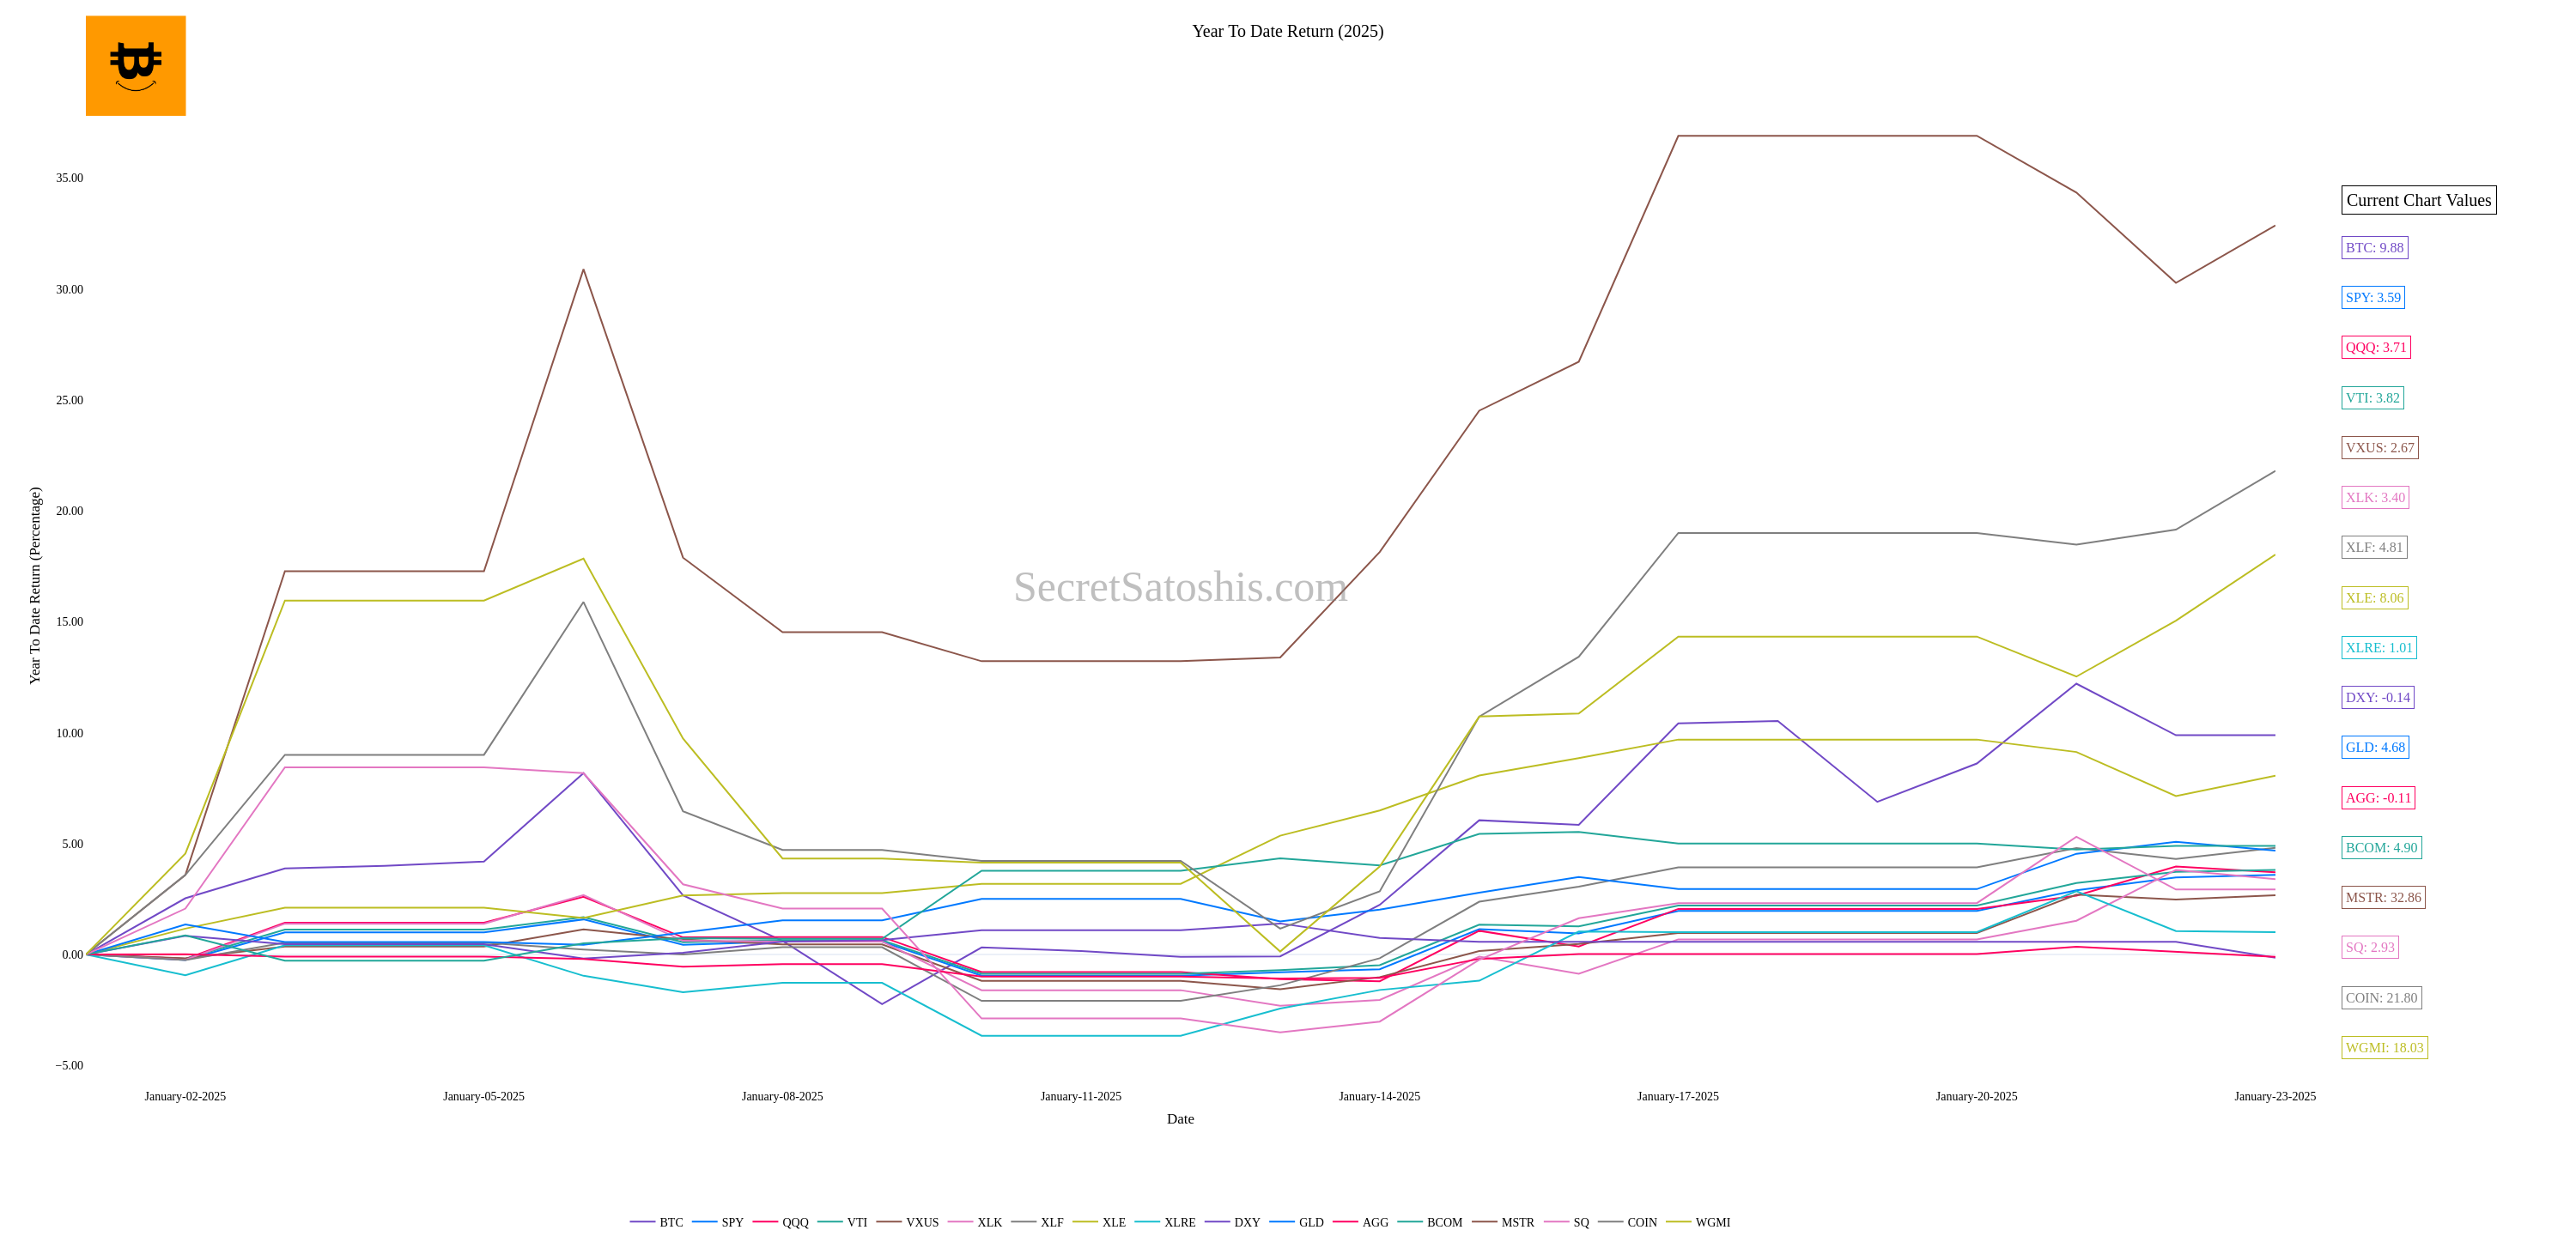 Year To Date Return (2025)
35.00
30.00
25.00
20.00
15.00
10.00
5.00
0.00
−5.00
Year To Date Return (Percentage)
SecretSatoshis.com
Current Chart Values
BTC: 9.88
SPY: 3.59
QQQ: 3.71
VTI: 3.82
VXUS: 2.67
XLK: 3.40
XLF: 4.81
XLE: 8.06
XLRE: 1.01
DXY: -0.14
GLD: 4.68
AGG: -0.11
BCOM: 4.90
MSTR: 32.86
SQ: 2.93
COIN: 21.80
WGMI: 18.03
January-02-2025 January-05-2025 January-08-2025 January-11-2025 January-14-2025 January-17-2025 January-20-2025 January-23-2025
Date
BTC SPY QQQ VTI VXUS XLK XLF XLE XLRE DXY GLD AGG BCOM MSTR SQ COIN WGMI